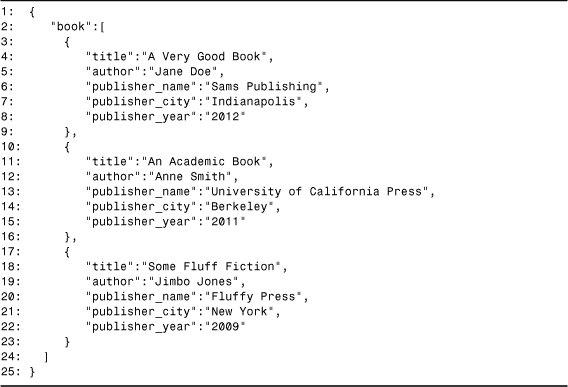 1: {
2: "book":[
3: {
4: "title":"A Very Good Book",
5: "author":"Jane Doe",
6: "publisher_name":"Sams Publishing",
7: "publisher_city":"Indianapolis",
8: "publisher_year":"2012"
9: },
10: {
11: "title":"An Academic Book",
12: "author":"Anne Smith",
13: "publisher_name":"University of California Press",
14: "publisher_city":"Berkeley",
15: "publisher_year":"2011"
16: },
17: {
18: "title":"Some Fluff Fiction",
19: "author":"Jimbo Jones",
20: "publisher_name":"Fluffy Press",
21: "publisher_city":"New York",
22: "publisher_year":"2009"
23: }
24: ]
25: }